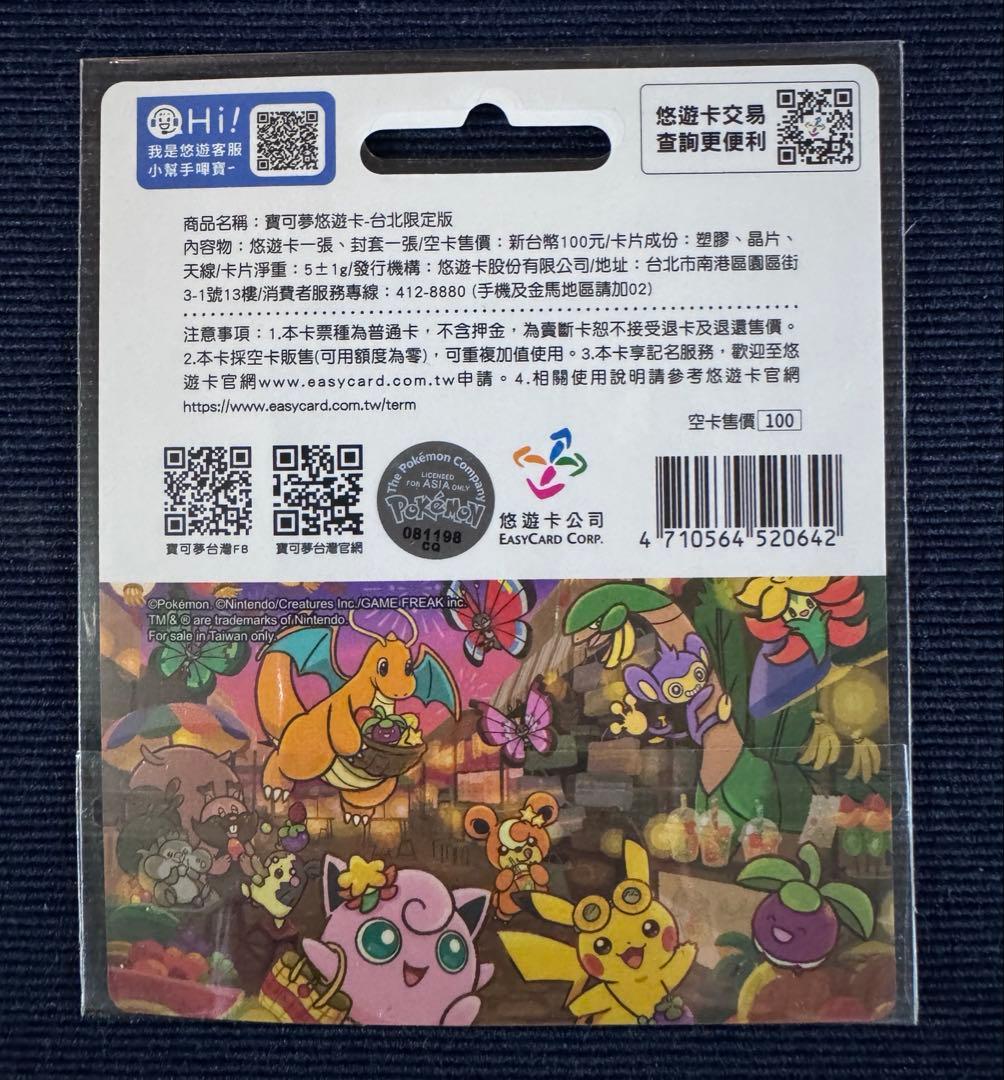 Hi!
我是悠遊客服
小幫手嗶寶~
悠遊卡交易
查詢更便利
商品名稱：寶可夢悠遊卡-台北限定版
內容物：悠遊卡一張、封套一張/空卡售價：新台幣100元/卡片成份：塑膠、晶片、
天線/卡片淨重：5±1g/發行機構：悠遊卡股份有限公司/地址：台北市南港區園區街
3-1號13樓/消費者服務專線：412-8880 (手機及金馬地區請加02)
注意事項：1.本卡票種為普通卡，不含押金，為賣斷卡恕不接受退卡及退還售價。
2.本卡採空卡販售(可用額度為零)，可重複加值使用。3.本卡享記名服務，歡迎至悠
遊卡官網www.easycard.com.tw申請。4.相關使用說明請參考悠遊卡官網
https://www.easycard.com.tw/term
空卡售價 100
寶可夢台灣FB
寶可夢台灣官網
The Pokémon Company
LICENSED
FOR ASIA ONLY
POKéMON
081198
CQ
悠遊卡公司
EASYCARD CORP.
4 710564 520642
©Pokémon. ©Nintendo/Creatures Inc./GAME FREAK inc.
TM & ® are trademarks of Nintendo.
For sale in Taiwan only.